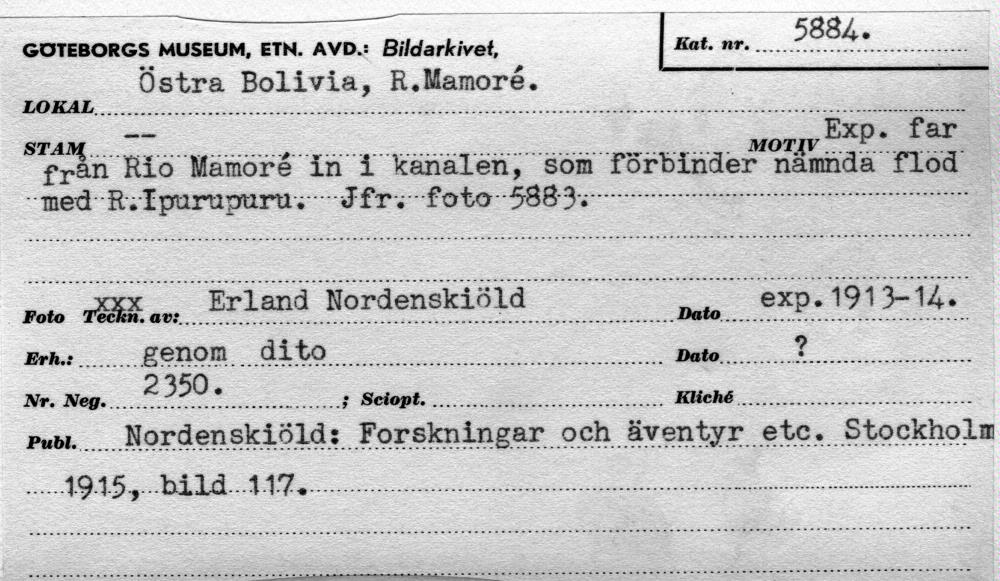 GÖTEBORGS MUSEUM, ETN. AVD.: Bildarkivet,
Kat. nr. 5884.
Östra Bolivia, R.Mamoré.
LOKAL
STAM -- MOTIV Exp. far
från Rio Mamoré in i kanalen, som förbinder nämnda flod
med R.Ipurupuru. Jfr. foto 5883.
Foto xxx Teckn. av: Erland Nordenskiöld Dato exp.1913-14.
Erh.: genom dito Dato ?
Nr. Neg. 2350. ; Sciopt. Kliché
Publ. Nordenskiöld: Forskningar och äventyr etc. Stockholm
1915, bild 117.